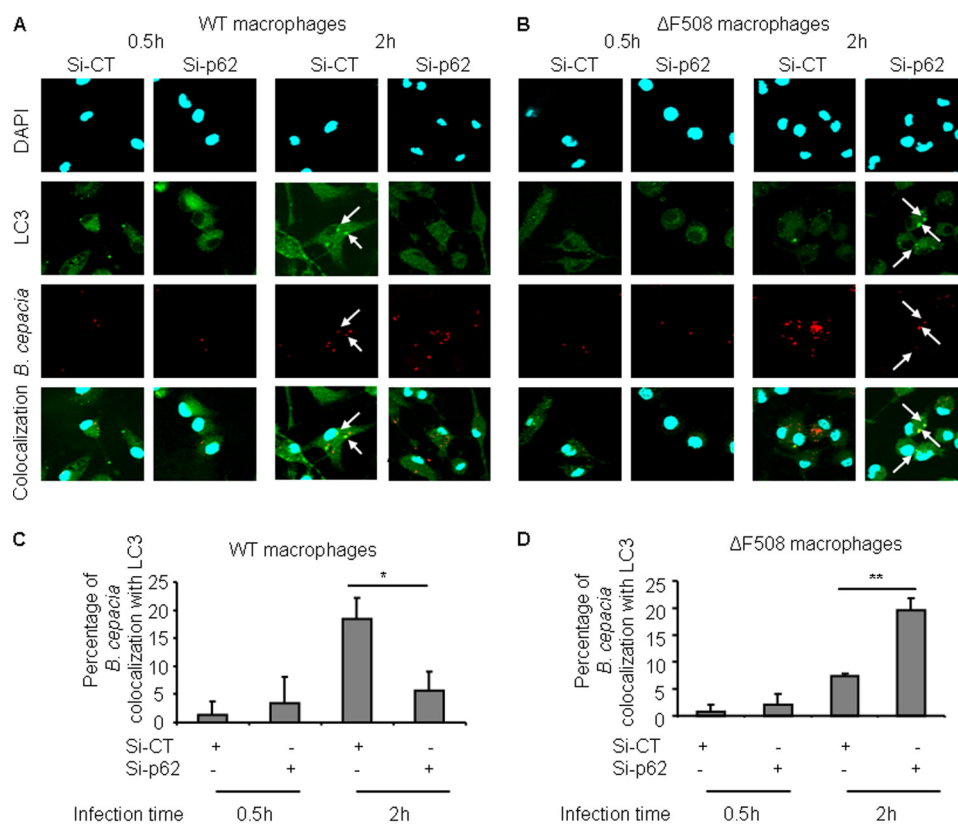 A WT macrophages
0.5h 2h
Si-CT Si-p62 Si-CT Si-p62
B ΔF508 macrophages
0.5h 2h
Si-CT Si-p62 Si-CT Si-p62
DAPI
LC3
B. cepacia
Colocalization
C WT macrophages
Percentage of
B. cepacia
colocalization with LC3
25
20
15
10
5
0
*
Si-CT + - + -
Si-p62 - + - +
Infection time 0.5h 2h
D ΔF508 macrophages
Percentage of
B. cepacia
colocalization with LC3
25
20
15
10
5
0
**
Si-CT + - + -
Si-p62 - + - +
Infection time 0.5h 2h